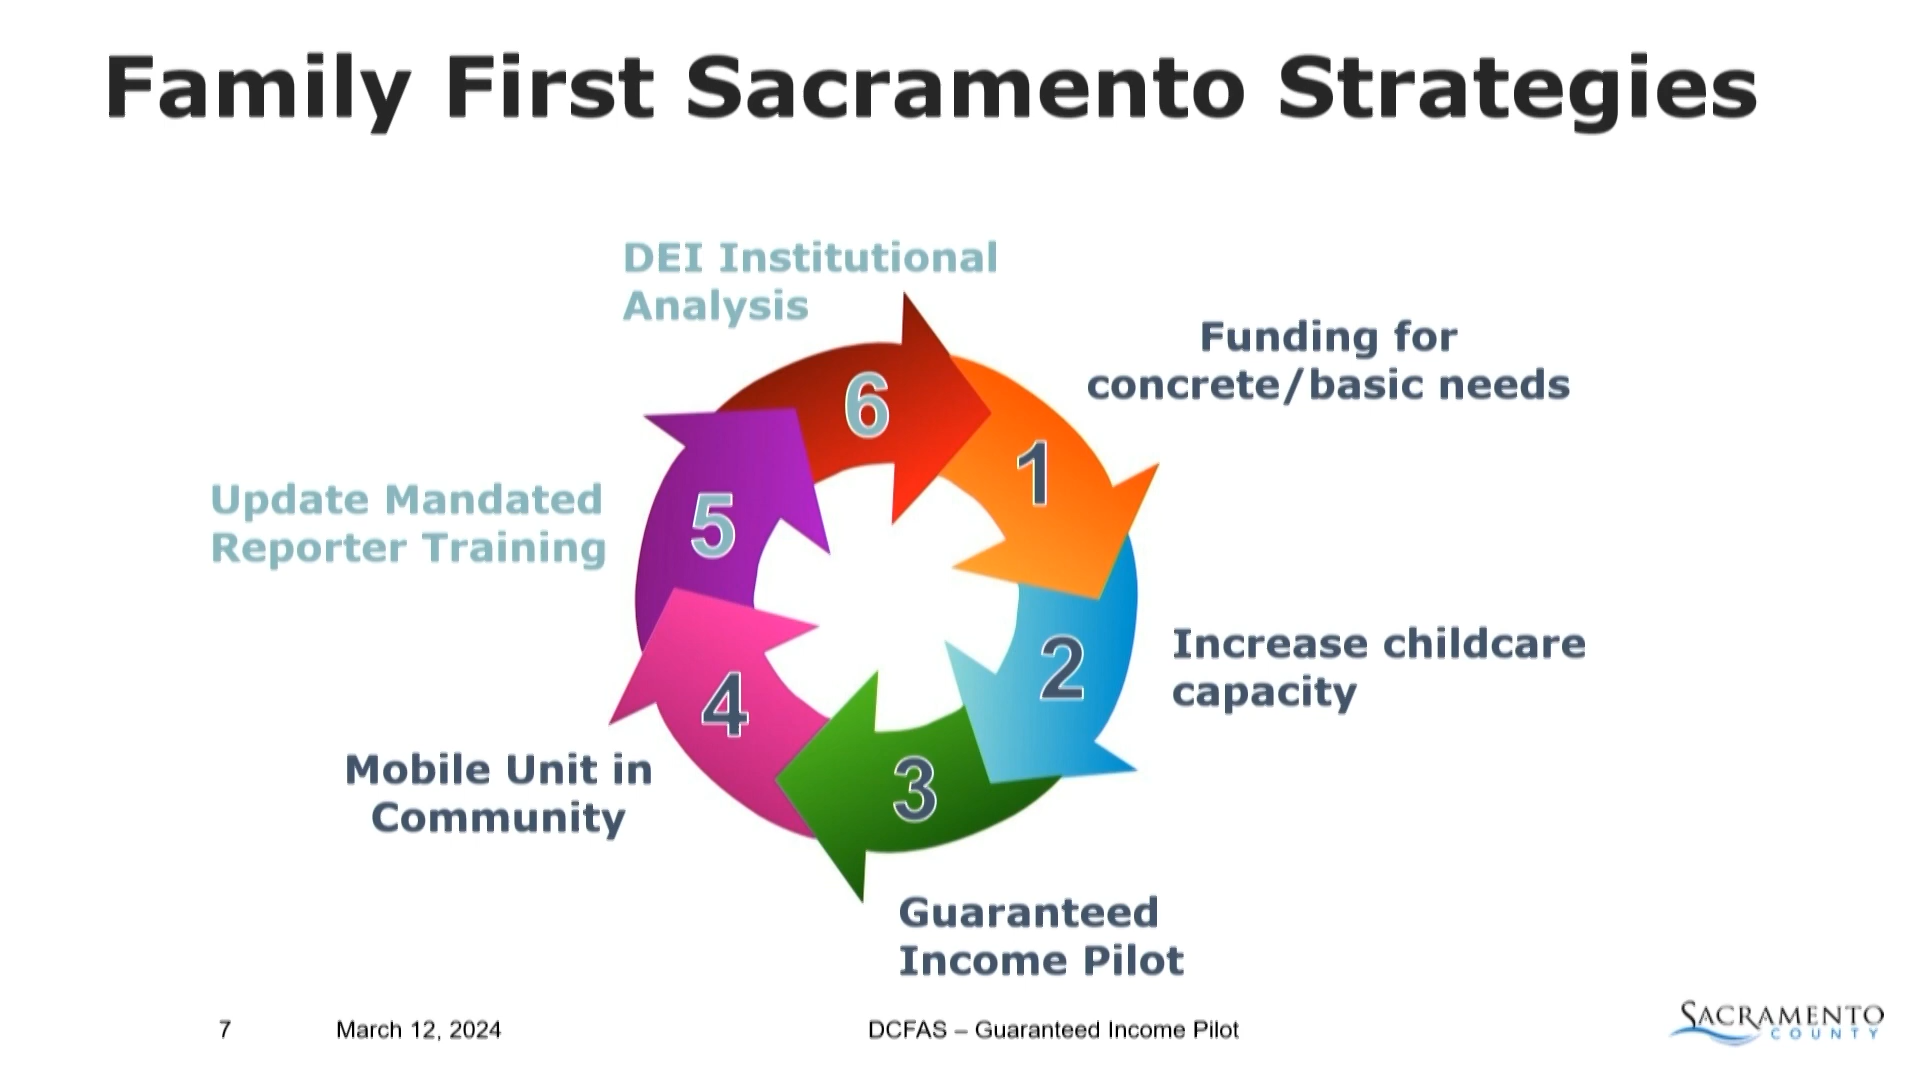 Family First Sacramento Strategies
DEI Institutional
Analysis
Funding for
concrete/basic needs
Update Mandated
Reporter Training
Increase childcare
capacity
Mobile Unit in
Community
Guaranteed
Income Pilot
6
1
5
2
4
3
7
March 12, 2024
DCFAS – Guaranteed Income Pilot
SACRAMENTO
COUNTY